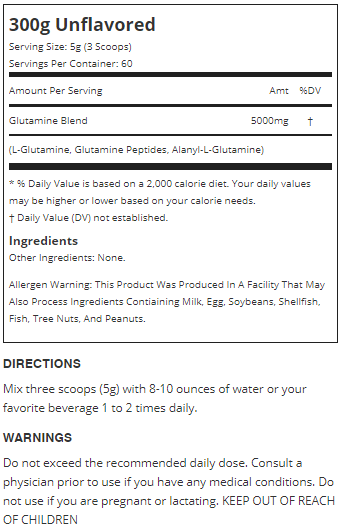 300g Unflavored
Serving Size: 5g (3 Scoops)
Servings Per Container: 60
Amount Per Serving Amt %DV
Glutamine Blend 5000mg †
(L-Glutamine, Glutamine Peptides, Alanyl-L-Glutamine)
* % Daily Value is based on a 2,000 calorie diet. Your daily values
may be higher or lower based on your calorie needs.
† Daily Value (DV) not established.
Ingredients
Other Ingredients: None.
Allergen Warning: This Product Was Produced In A Facility That May
Also Process Ingredients Contiaining Milk, Egg, Soybeans, Shellfish,
Fish, Tree Nuts, And Peanuts.
DIRECTIONS
Mix three scoops (5g) with 8-10 ounces of water or your
favorite beverage 1 to 2 times daily.
WARNINGS
Do not exceed the recommended daily dose. Consult a
physician prior to use if you have any medical conditions. Do
not use if you are pregnant or lactating. KEEP OUT OF REACH
OF CHILDREN